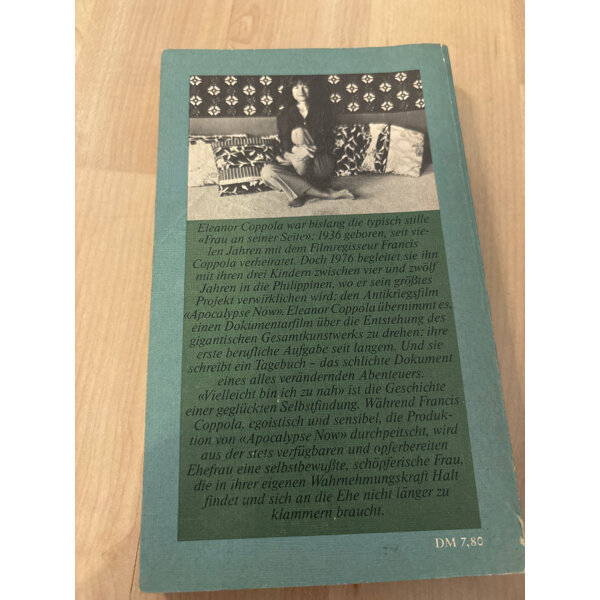 Eleanor Coppola war bislang die typisch stille
«Frau an seiner Seite»; 1936 geboren, seit vie-
len Jahren mit dem Filmregisseur Francis
Coppola verheiratet. Doch 1976 begleitet sie ihn
mit ihren drei Kindern zwischen vier und zwölf
Jahren in die Philippinen, wo er sein größtes
Projekt verwirklichen wird: den Antikriegsfilm
«Apocalypse Now». Eleanor Coppola übernimmt es,
einen Dokumentarfilm über die Entstehung des
gigantischen Gesamtkunstwerks zu drehen: ihre
erste berufliche Aufgabe seit langem. Und sie
schreibt ein Tagebuch – das schlichte Dokument
eines alles verändernden Abenteuers.
«Vielleicht bin ich zu nah» ist die Geschichte
einer geglückten Selbstfindung. Während Francis
Coppola, egoistisch und sensibel, die Produk-
tion von «Apocalypse Now» durchpeitscht, wird
aus der stets verfügbaren und opferbereiten
Ehefrau eine selbstbewußte, schöpferische Frau,
die in ihrer eigenen Wahrnehmungskraft Halt
findet und sich an die Ehe nicht länger zu
klammern braucht.
DM 7,80